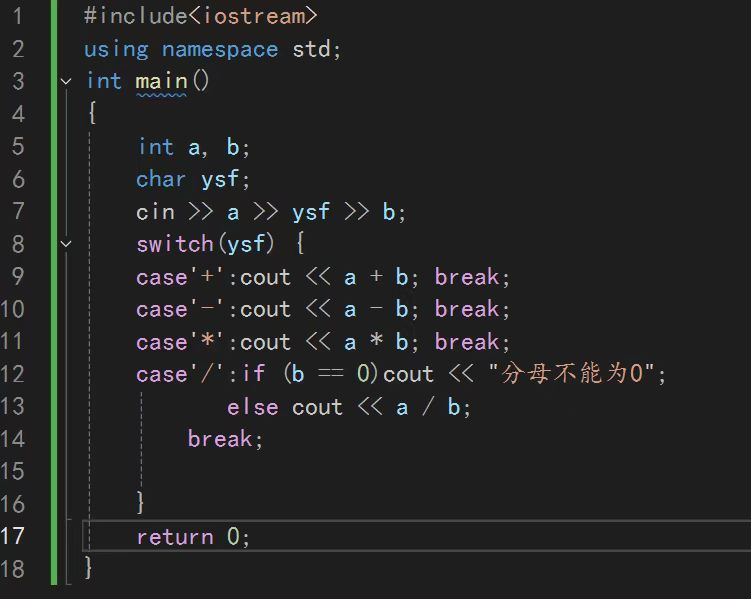 1 #include<iostream>
2 using namespace std;
3 int main()
4 {
5 int a, b;
6 char ysf;
7 cin >> a >> ysf >> b;
8 switch(ysf) {
9 case'+':cout << a + b; break;
10 case'-':cout << a - b; break;
11 case'*':cout << a * b; break;
12 case'/':if (b == 0)cout << "分母不能为0";
13 else cout << a / b;
14 break;
15
16 }
17 return 0;
18 }